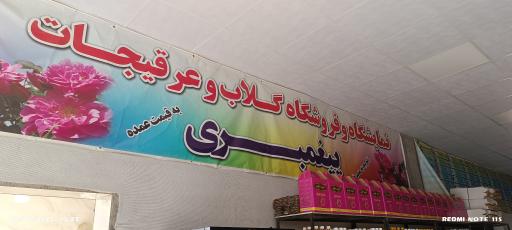 نمایشگاه و فروشگاه گلاب و عرقیجات
پیغمبری
به قیمت عمده
REDMI NOTE 11S